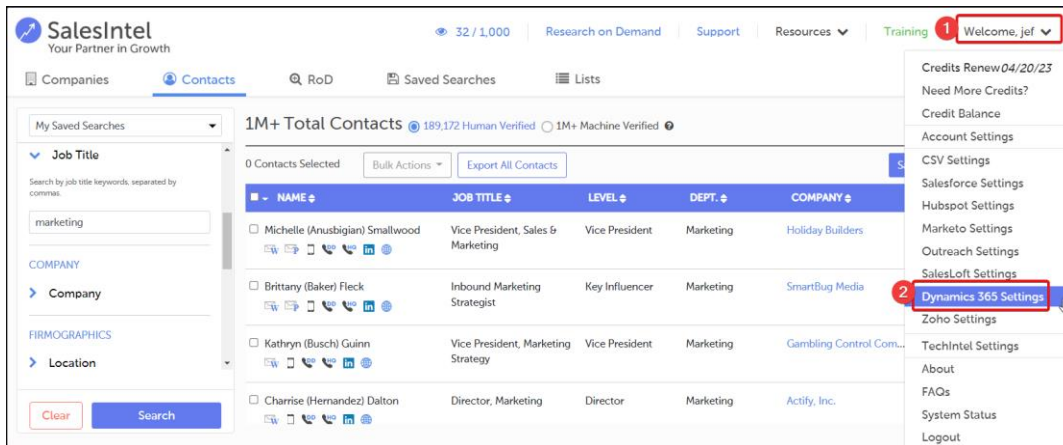 SalesIntel
Your Partner in Growth
32 / 1,000
Research on Demand
Support
Resources
Training
1
Welcome, jef
Companies
Contacts
RoD
Saved Searches
Lists
My Saved Searches
Job Title
Search by job title keywords, separated by
commas.
marketing
COMPANY
Company
FIRMOGRAPHICS
Location
Clear
Search
1M+ Total Contacts
189,172 Human Verified
1M+ Machine Verified
0 Contacts Selected
Bulk Actions
Export All Contacts
NAME
JOB TITLE
LEVEL
DEPT.
COMPANY
Michelle (Anusbigian) Smallwood
Vice President, Sales &
Marketing
Vice President
Marketing
Holiday Builders
Brittany (Baker) Fleck
Inbound Marketing
Strategist
Key Influencer
Marketing
SmartBug Media
Kathryn (Busch) Guinn
Vice President, Marketing
Strategy
Vice President
Marketing
Gambling Control Com...
Charrise (Hernandez) Dalton
Director, Marketing
Director
Marketing
Actify, Inc.
Credits Renew 04/20/23
Need More Credits?
Credit Balance
Account Settings
CSV Settings
Salesforce Settings
Hubspot Settings
Marketo Settings
Outreach Settings
SalesLoft Settings
2
Dynamics 365 Settings
Zoho Settings
TechIntel Settings
About
FAQs
System Status
Logout